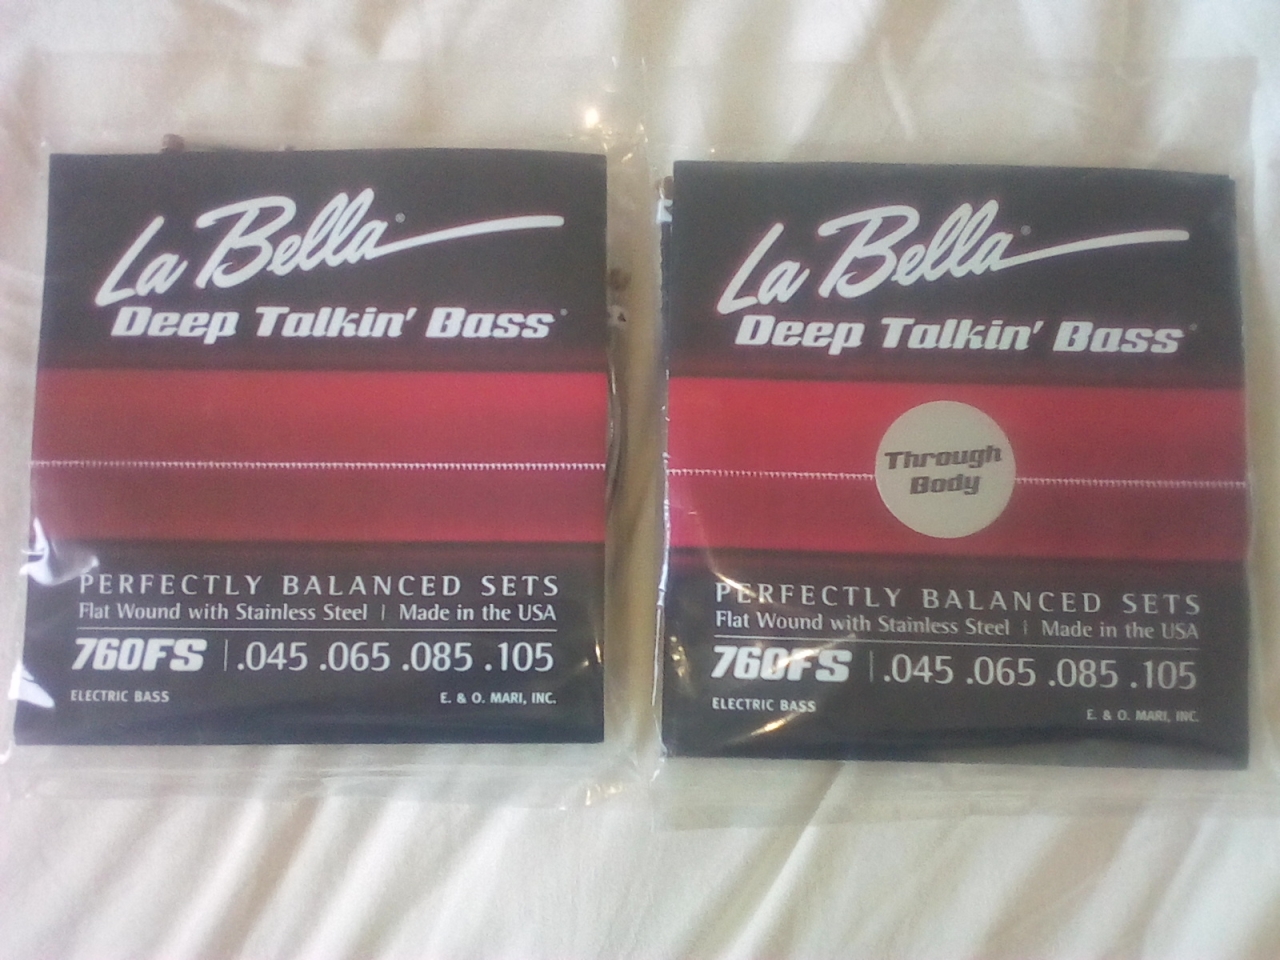 La Bella®
Deep Talkin' Bass®
PERFECTLY BALANCED SETS
Flat Wound with Stainless Steel | Made in the USA
760FS | .045 .065 .085 .105
ELECTRIC BASS E. & O. MARI, INC.
La Bella®
Deep Talkin' Bass®
Through
Body
PERFECTLY BALANCED SETS
Flat Wound with Stainless Steel | Made in the USA
760FS | .045 .065 .085 .105
ELECTRIC BASS E. & O. MARI, INC.